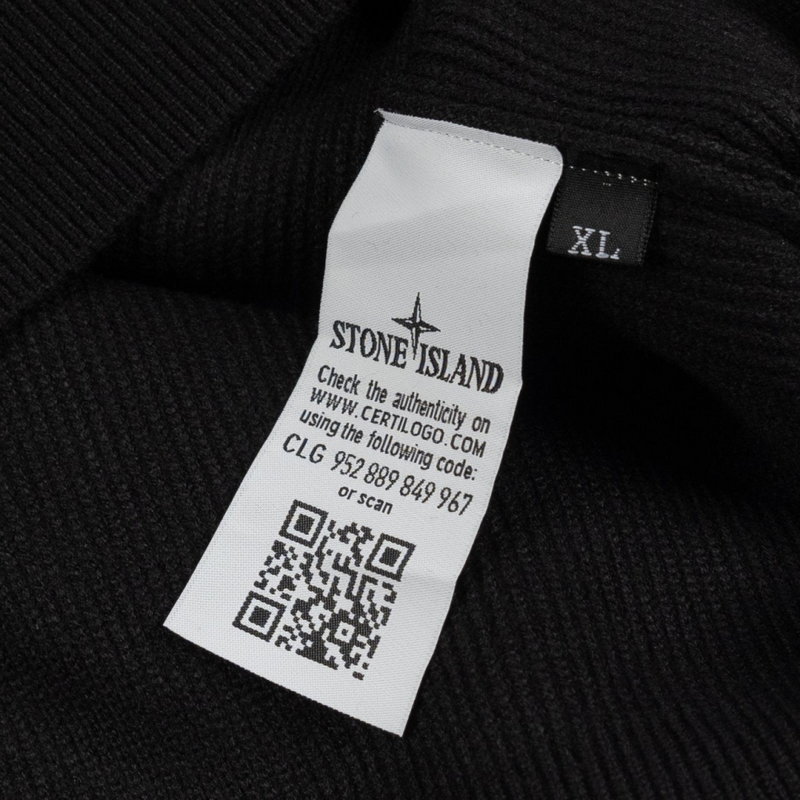 STONE ISLAND
Check the authenticity on
WWW.CERTILOGO.COM
using the following code:
CLG 952 889 849 967
or scan
XL